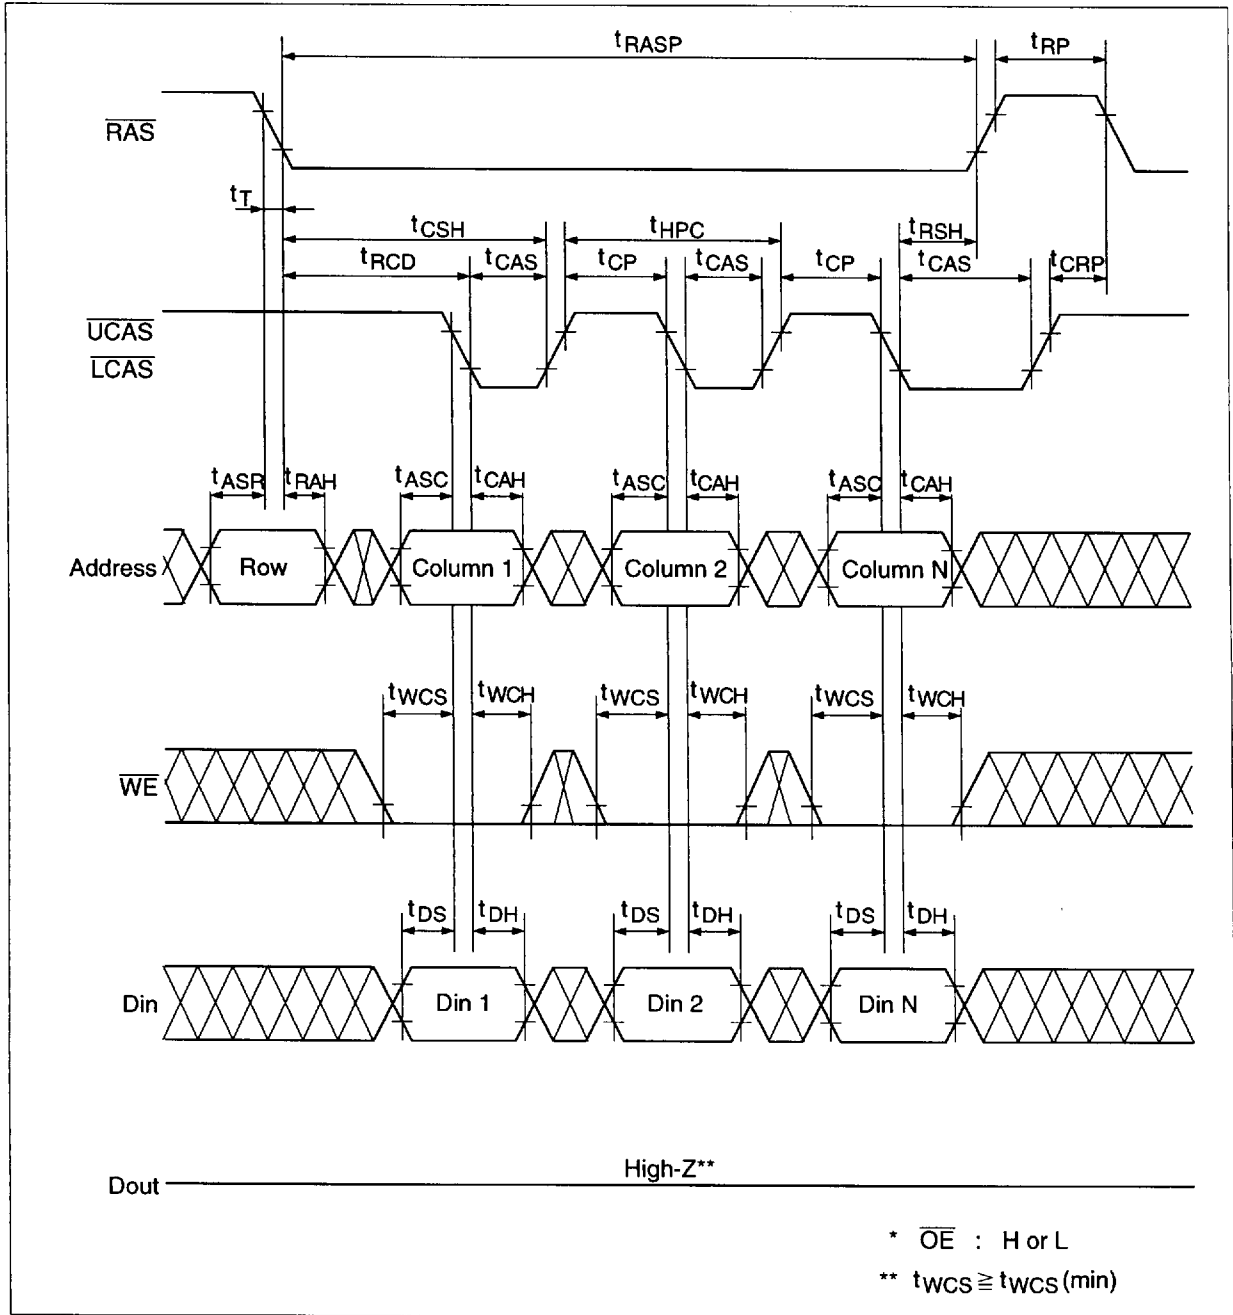 tRASP tRP
RAS
tT
tCSH tHPC tRSH
tRCD tCAS tCP tCAS tCP tCAS tCRP
UCAS
LCAS
tASR tRAH tASC tCAH tASC tCAH tASC tCAH
Address Row Column 1 Column 2 Column N
tWCS tWCH tWCS tWCH tWCS tWCH
WE
tDS tDH tDS tDH tDS tDH
Din Din 1 Din 2 Din N
High-Z**
Dout
* OE : H or L
** tWCS ≧ tWCS(min)